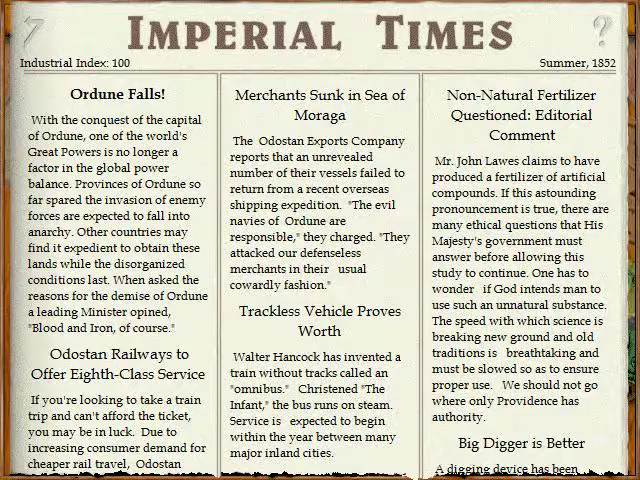 IMPERIAL TIMES
Industrial Index: 100
Summer, 1852
Ordune Falls!
With the conquest of the capital
of Ordune, one of the world's
Great Powers is no longer a
factor in the global power
balance. Provinces of Ordune so
far spared the invasion of enemy
forces are expected to fall into
anarchy. Other countries may
find it expedient to obtain these
lands while the disorganized
conditions last. When asked the
reasons for the demise of Ordune
a leading Minister opined,
"Blood and Iron, of course."
Odostan Railways to
Offer Eighth-Class Service
If you're looking to take a train
trip and can't afford the ticket,
you may be in luck. Due to
increasing consumer demand for
cheaper rail travel, Odostan
Merchants Sunk in Sea of
Moraga
The Odostan Exports Company
reports that an unrevealed
number of their vessels failed to
return from a recent overseas
shipping expedition. "The evil
navies of Ordune are
responsible," they charged. "They
attacked our defenseless
merchants in their usual
cowardly fashion."
Trackless Vehicle Proves
Worth
Walter Hancock has invented a
train without tracks called an
"omnibus." Christened "The
Infant," the bus runs on steam.
Service is expected to begin
within the year between many
major inland cities.
Non-Natural Fertilizer
Questioned: Editorial
Comment
Mr. John Lawes claims to have
produced a fertilizer of artificial
compounds. If this astounding
pronouncement is true, there are
many ethical questions that His
Majesty's government must
answer before allowing this
study to continue. One has to
wonder if God intends man to
use such an unnatural substance.
The speed with which science is
breaking new ground and old
traditions is breathtaking and
must be slowed so as to ensure
proper use. We should not go
where only Providence has
authority.
Big Digger is Better
A digging device has been